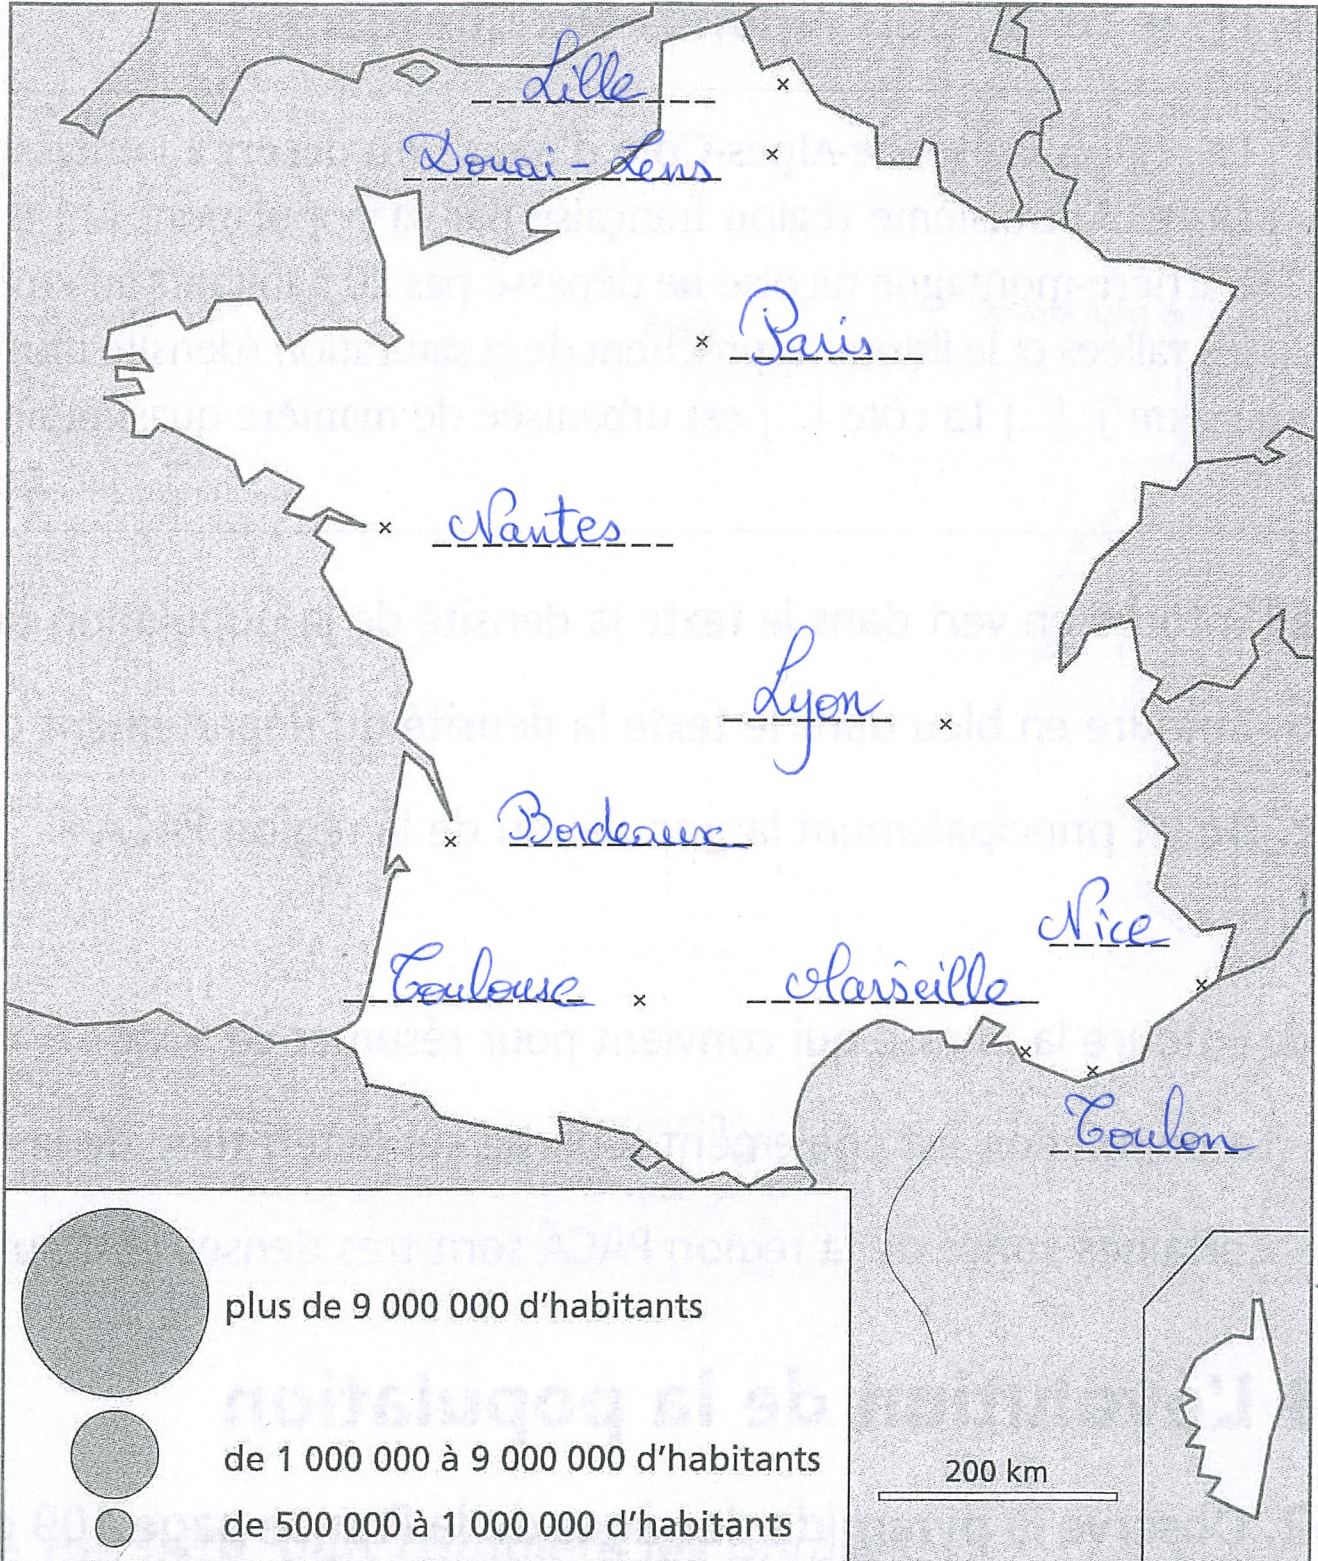 Lille
Douai - Lens
Paris
Nantes
Lyon
Bordeaux
Nice
Toulouse
Marseille
Toulon
plus de 9 000 000 d'habitants
de 1 000 000 à 9 000 000 d'habitants
de 500 000 à 1 000 000 d'habitants
200 km